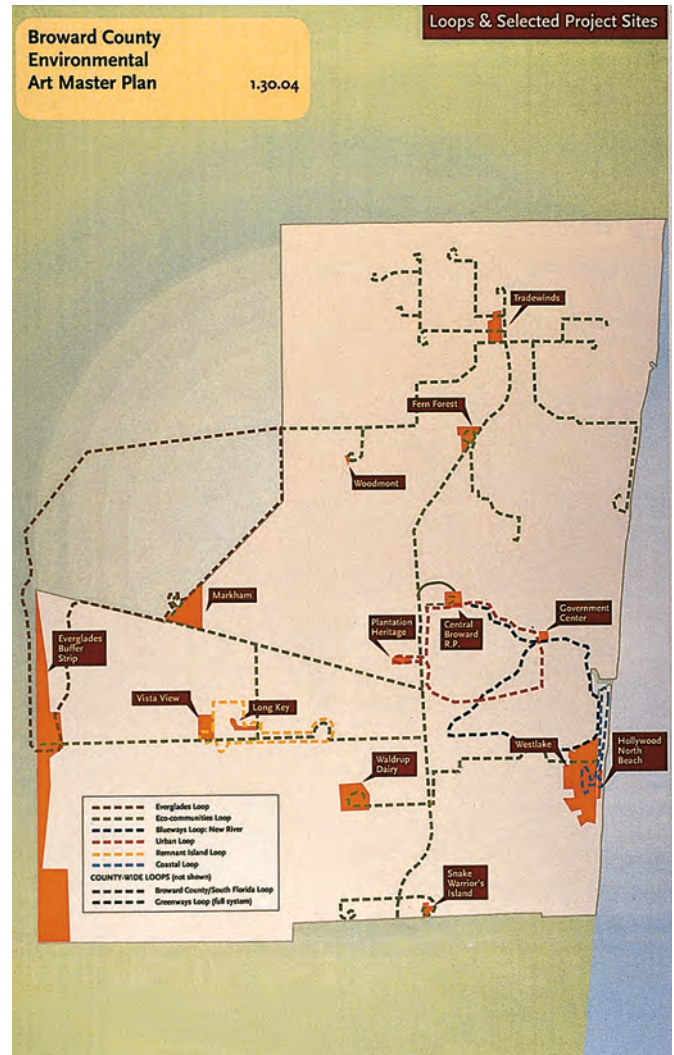 Broward County
Environmental
Art Master Plan 1.30.04
Loops & Selected Project Sites
Tradewinds
Fern Forest
Woodmont
Markham
Everglades
Buffer
Strip
Plantation
Heritage
Central
Broward
R.P.
Government
Center
Vista View
Long Key
Westlake
Hollywood
North
Beach
Waldrup
Dairy
Snake
Warrior's
Island
Everglades Loop
Eco-communities Loop
Blueways Loop: New River
Urban Loop
Remnant Island Loop
Coastal Loop
COUNTY-WIDE LOOPS (not shown)
Broward County/South Florida Loop
Greenways Loop (full system)